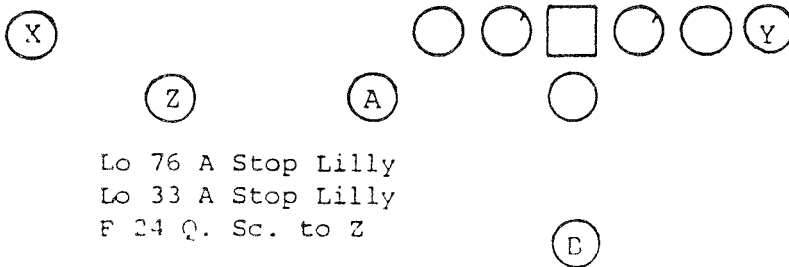 X Y
Z A
Lo 76 A Stop Lilly
Lo 33 A Stop Lilly
F 24 Q. Sc. to Z